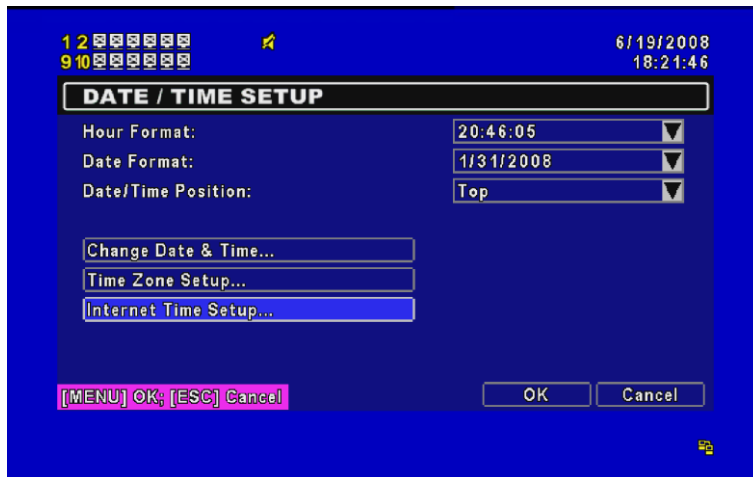 1 2
6/19/2008
9 10
18:21:46
DATE / TIME SETUP
Hour Format: 20:46:05
Date Format: 1/31/2008
Date/Time Position: Top
Change Date & Time...
Time Zone Setup...
Internet Time Setup...
[MENU] OK; [ESC] Cancel
OK
Cancel